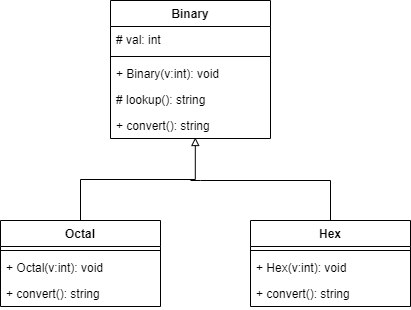 Binary
# val: int
+ Binary(v:int): void
# lookup(): string
+ convert(): string
Octal
+ Octal(v:int): void
+ convert(): string
Hex
+ Hex(v:int): void
+ convert(): string